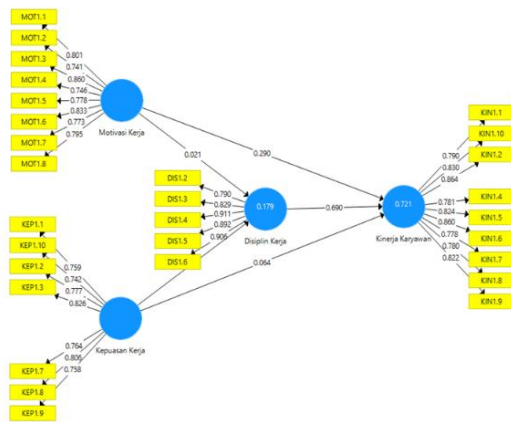 MOT1.1
MOT1.2
MOT1.3
MOT1.4
MOT1.5
MOT1.6
MOT1.7
MOT1.8
0.801
0.741
0.860
0.746
0.778
0.833
0.773
0.795
Motivasi Kerja
0.021
0.290
KEP1.1
KEP1.10
KEP1.2
KEP1.3
KEP1.7
KEP1.8
KEP1.9
0.759
0.742
0.777
0.826
0.764
0.806
0.758
Kepuasan Kerja
0.064
DIS1.2
DIS1.3
DIS1.4
DIS1.5
DIS1.6
0.790
0.829
0.911
0.892
0.906
0.179
Disiplin Kerja
0.690
0.721
Kinerja Karyawan
0.790
0.830
0.864
0.781
0.824
0.860
0.778
0.780
0.822
KIN1.1
KIN1.10
KIN1.2
KIN1.4
KIN1.5
KIN1.6
KIN1.7
KIN1.8
KIN1.9